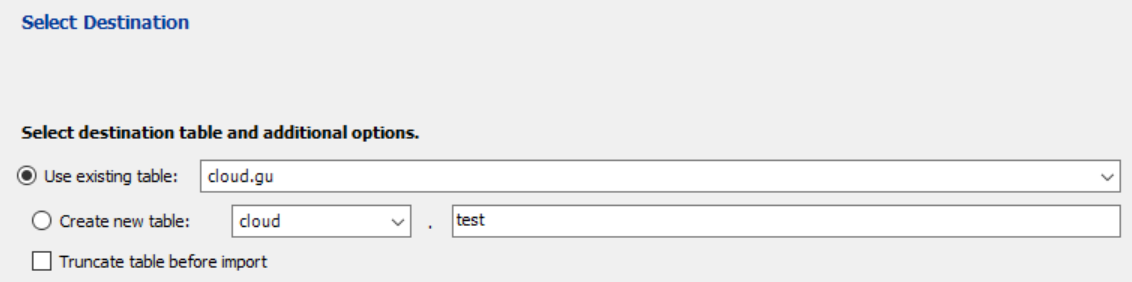 Select Destination
Select destination table and additional options.
Use existing table: cloud.gu
Create new table: cloud . test
Truncate table before import